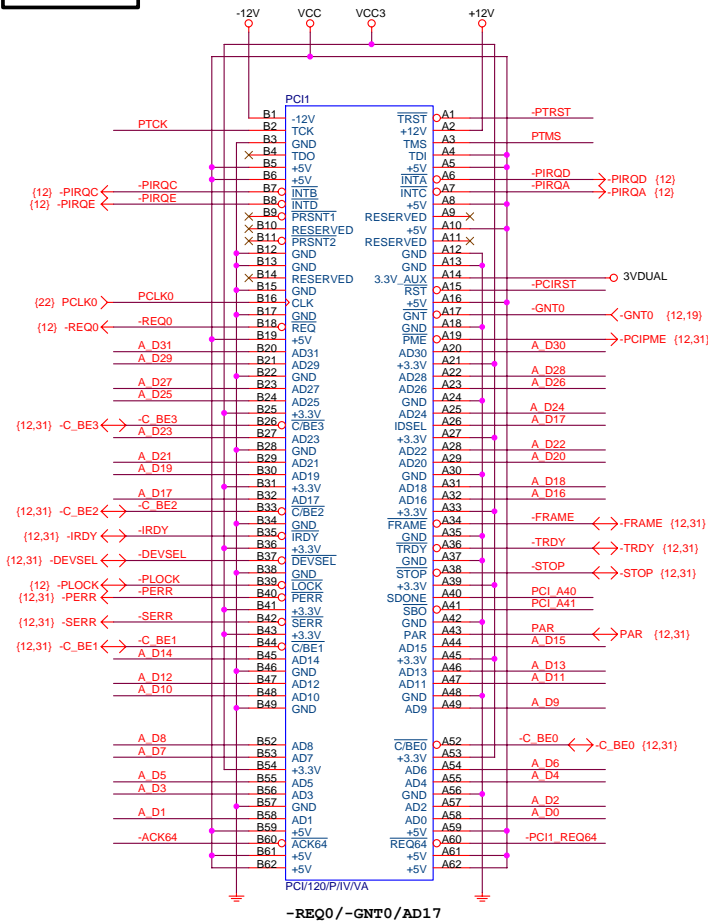 -12V VCC VCC3 +12V
PCI1
B1 -12V TRST A1 -PTRST
PTCK B2 TCK +12V A2
B3 GND TMS A3 PTMS
B4 TDO TDI A4
B5 +5V +5V A5
B6 +5V INTA A6 -PIRQD -PIRQD {12}
{12} -PIRQC -PIRQC B7 INTB INTC A7 -PIRQA -PIRQA {12}
{12} -PIRQE -PIRQE B8 INTD +5V A8
B9 PRSNT1 RESERVED A9
B10 RESERVED +5V A10
B11 PRSNT2 RESERVED A11
B12 GND GND A12
B13 GND GND A13
B14 RESERVED 3.3V_AUX A14 3VDUAL
B15 GND RST A15 -PCIRST
{22} PCLK0 PCLK0 B16 CLK +5V A16
B17 GND GNT A17 -GNT0 -GNT0 {12,19}
{12} -REQ0 -REQ0 B18 REQ GND A18
B19 +5V PME A19 -PCIPME {12,31}
A_D31 B20 AD31 AD30 A20 A_D30
A_D29 B21 AD29 +3.3V A21
B22 GND AD28 A22 A_D28
A_D27 B23 AD27 AD26 A23 A_D26
A_D25 B24 AD25 GND A24
B25 +3.3V AD24 A25 A_D24
{12,31} -C_BE3 -C_BE3 B26 C/BE3 IDSEL A26 A_D17
A_D23 B27 AD23 +3.3V A27
B28 GND AD22 A28 A_D22
A_D21 B29 AD21 AD20 A29 A_D20
A_D19 B30 AD19 GND A30
B31 +3.3V AD18 A31 A_D18
A_D17 B32 AD17 AD16 A32 A_D16
{12,31} -C_BE2 -C_BE2 B33 C/BE2 +3.3V A33
B34 GND FRAME A34 -FRAME -FRAME {12,31}
{12,31} -IRDY -IRDY B35 IRDY GND A35
B36 +3.3V TRDY A36 -TRDY -TRDY {12,31}
{12,31} -DEVSEL -DEVSEL B37 DEVSEL GND A37
B38 GND STOP A38 -STOP -STOP {12,31}
{12} -PLOCK -PLOCK B39 LOCK +3.3V A39
{12,31} -PERR -PERR B40 PERR SDONE A40 PCI_A40
B41 +3.3V SBO A41 PCI_A41
{12,31} -SERR -SERR B42 SERR GND A42
B43 +3.3V PAR A43 PAR PAR {12,31}
{12,31} -C_BE1 -C_BE1 B44 C/BE1 AD15 A44 A_D15
A_D14 B45 AD14 +3.3V A45
B46 GND AD13 A46 A_D13
A_D12 B47 AD12 AD11 A47 A_D11
A_D10 B48 AD10 GND A48
B49 GND AD9 A49 A_D9
A_D8 B52 AD8 C/BE0 A52 -C_BE0 -C_BE0 {12,31}
A_D7 B53 AD7 +3.3V A53
B54 +3.3V AD6 A54 A_D6
A_D5 B55 AD5 AD4 A55 A_D4
A_D3 B56 AD3 GND A56
B57 GND AD2 A57 A_D2
A_D1 B58 AD1 AD0 A58 A_D0
B59 +5V +5V A59
-ACK64 B60 ACK64 REQ64 A60 -PCI1_REQ64
B61 +5V +5V A61
B62 +5V +5V A62
PCI/120/P/IV/VA
-REQ0/-GNT0/AD17